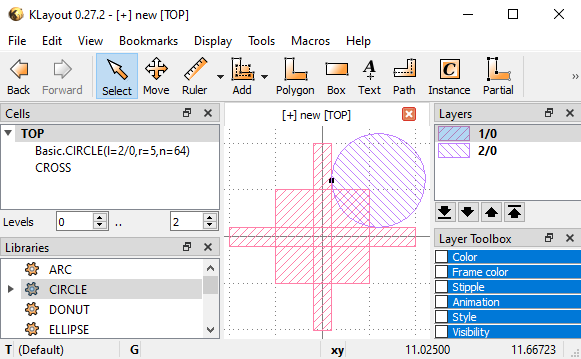 KLayout 0.27.2 - [+] new [TOP]
File Edit View Bookmarks Display Tools Macros Help
Back Forward Select Move Ruler Add Polygon Box Text Path Instance Partial »
Cells
TOP
Basic.CIRCLE(l=2/0,r=5,n=64)
CROSS
Levels 0 .. 2
Libraries
ARC
CIRCLE
DONUT
ELLIPSE
[+] new [TOP]
Layers
1/0
2/0
Layer Toolbox
Color
Frame color
Stipple
Animation
Style
Visibility
T (Default) G xy 11.02500 11.66723